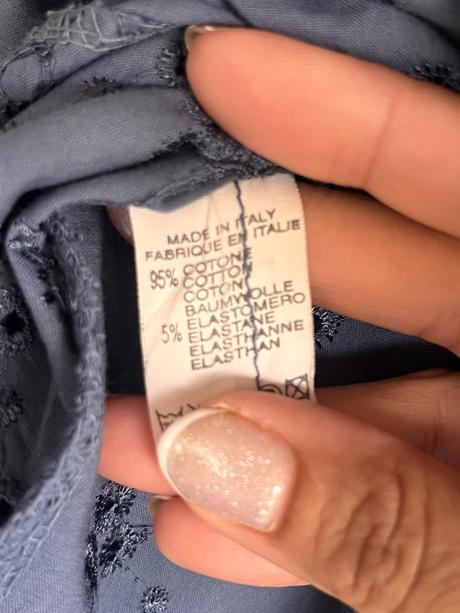 MADE IN ITALY
FABRIQUE EN ITALIE
95% COTONE
COTTON
COTON
BAUMWOLLE
ELASTOMERO
5% ELASTANE
ELASTHANNE
ELASTHAN